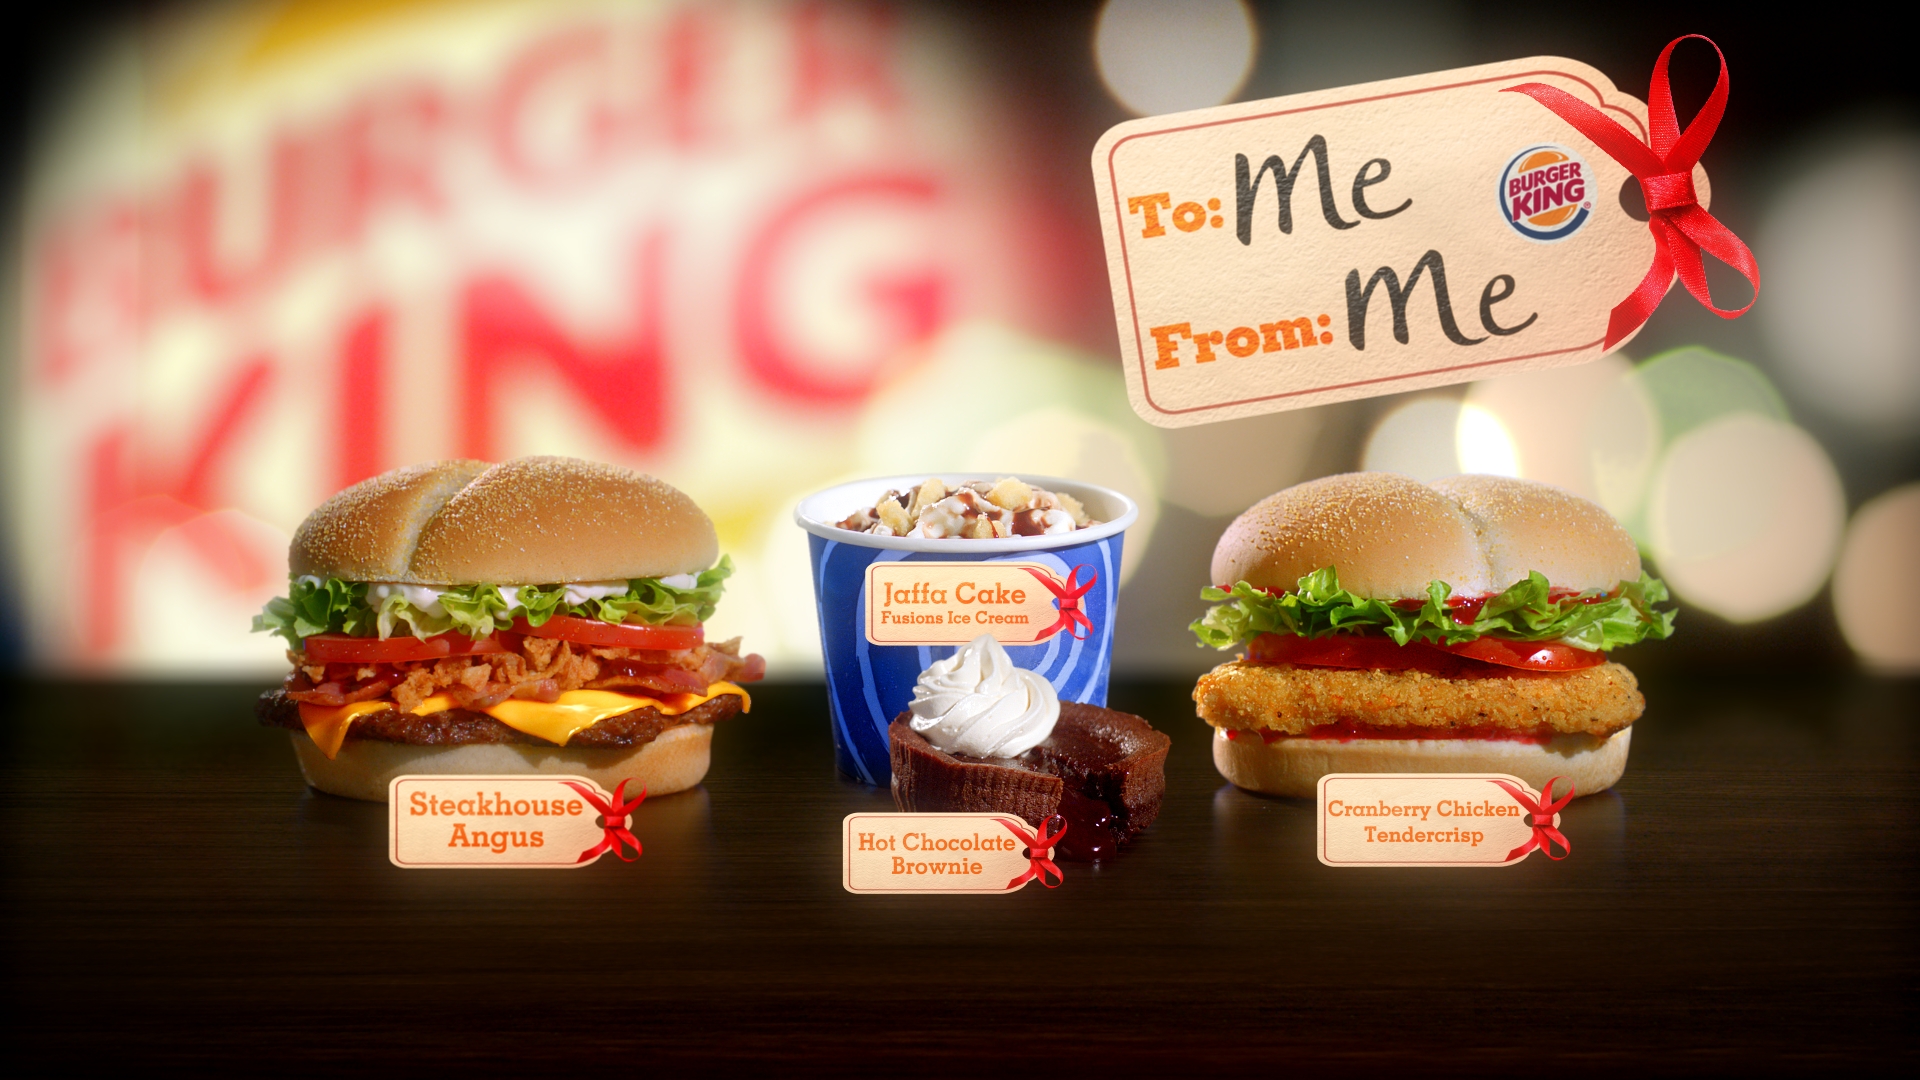 BURGER
KING
To: Me
BURGER
KING
From: Me
Jaffa Cake
Fusions Ice Cream
Steakhouse
Angus
Hot Chocolate
Brownie
Cranberry Chicken
Tendercrisp